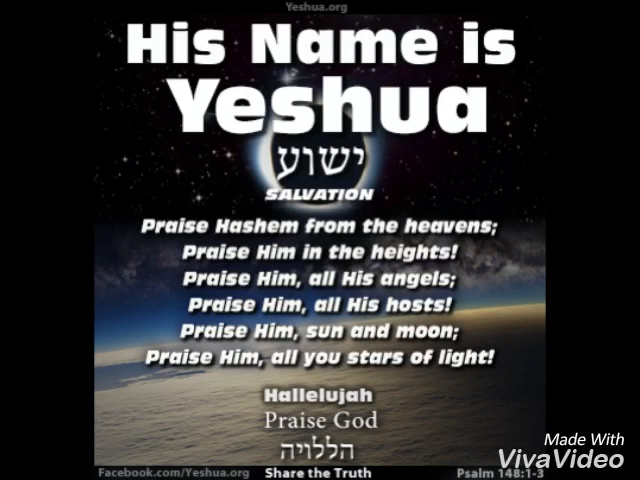 Yeshua.org
His Name is
Yeshua
ישוע
SALVATION
Praise Hashem from the heavens;
Praise Him in the heights!
Praise Him, all His angels;
Praise Him, all His hosts!
Praise Him, sun and moon;
Praise Him, all you stars of light!
Hallelujah
Praise God
הללויה
Facebook.com/Yeshua.org Share the Truth Psalm 148:1-3
Made With
VivaVideo